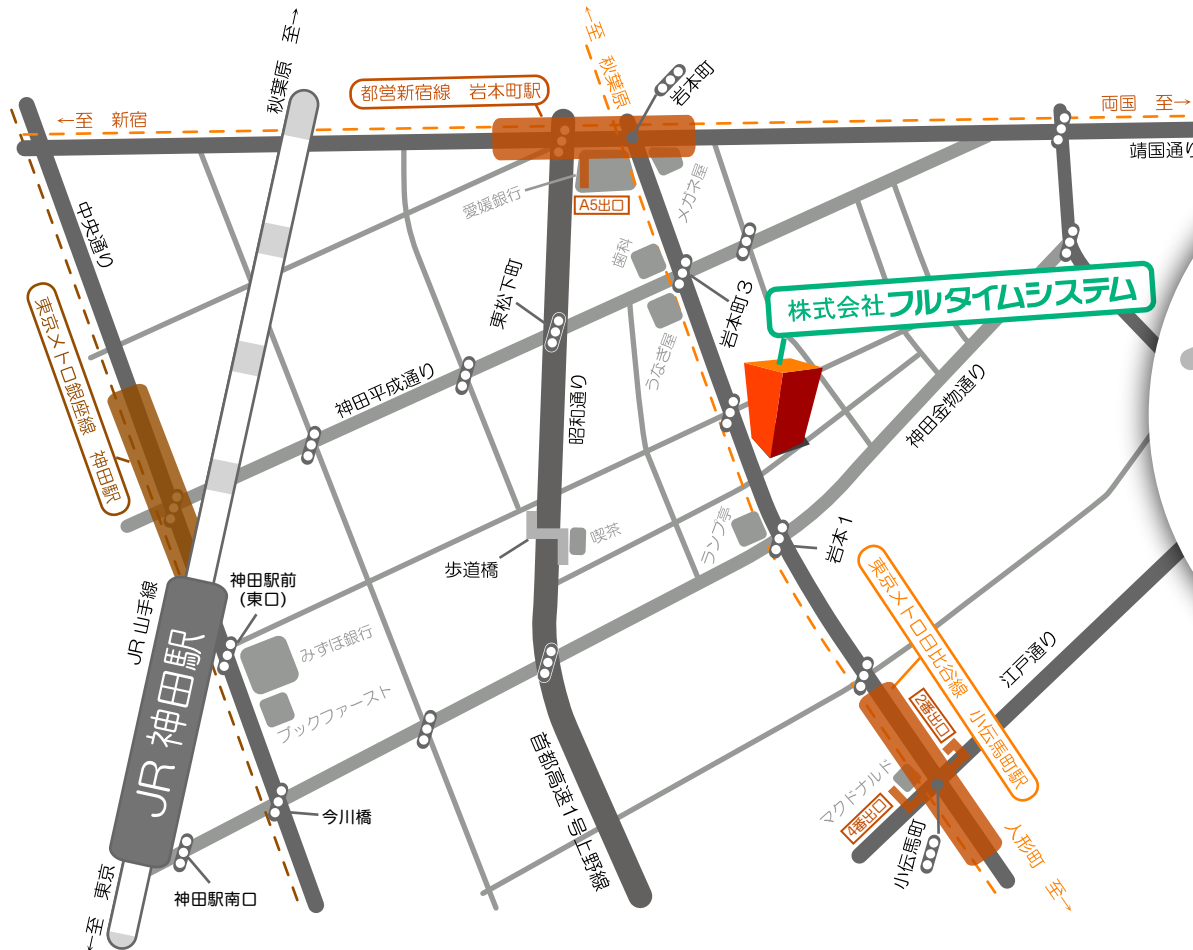 秋葉原 至→
←至 秋葉原
岩本町
都営新宿線 岩本町駅
←至 新宿
両国 至→
靖国通り
中央通り
愛媛銀行
A5出口
メガネ屋
歯科
東松下町
岩本町3
株式会社フルタイムシステム
東京メトロ銀座線 神田駅
うなぎ屋
神田平成通り
昭和通り
神田金物通り
喫茶
ランプ亭
歩道橋
岩本1
神田駅前
(東口)
JR 山手線
JR 神田駅
みずほ銀行
ブックファースト
東京メトロ日比谷線 小伝馬町駅
江戸通り
2番出口
マクドナルド
4番出口
首都高速1号上野線
今川橋
小伝馬町
人形町 至→
神田駅南口
←至 東京